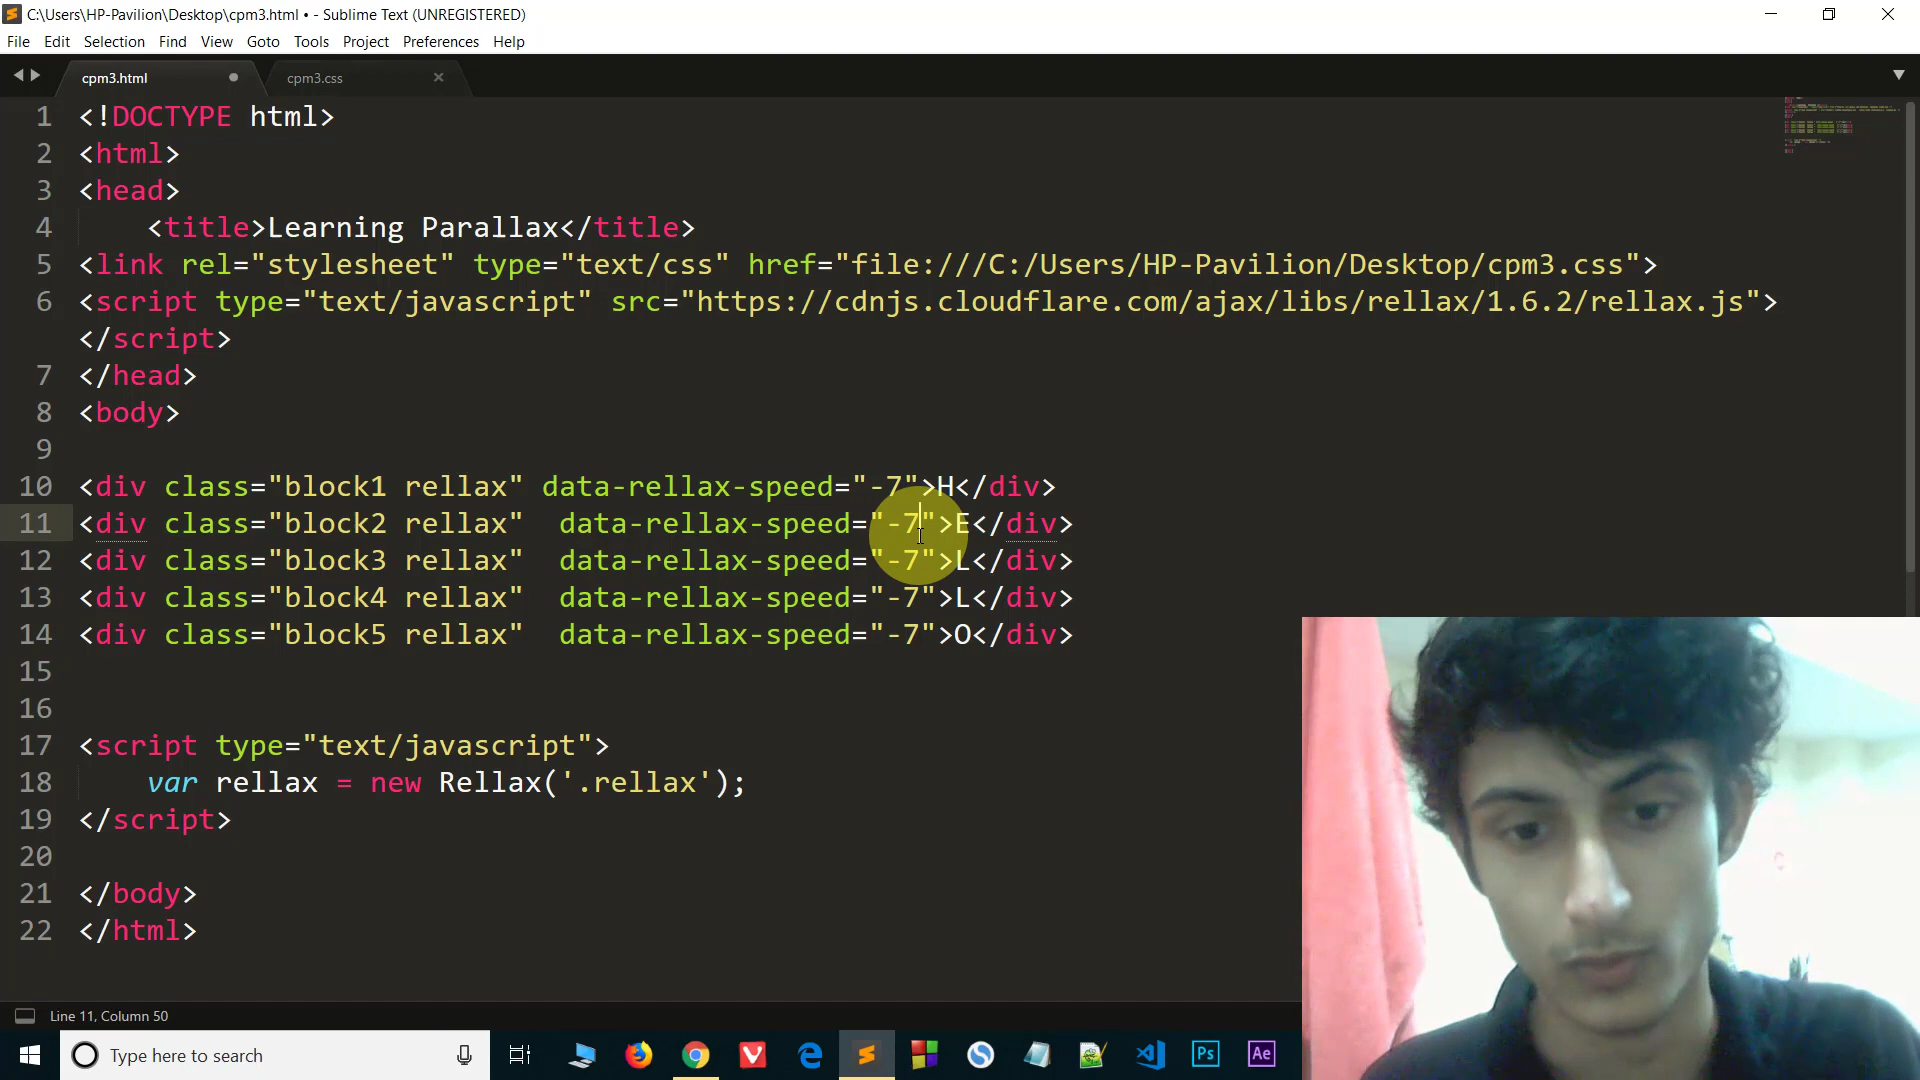 C:\Users\HP-Pavilion\Desktop\cpm3.html • - Sublime Text (UNREGISTERED)
File Edit Selection Find View Goto Tools Project Preferences Help
cpm3.html cpm3.css
1 <!DOCTYPE html>
2 <html>
3 <head>
4 <title>Learning Parallax</title>
5 <link rel="stylesheet" type="text/css" href="file:///C:/Users/HP-Pavilion/Desktop/cpm3.css">
6 <script type="text/javascript" src="https://cdnjs.cloudflare.com/ajax/libs/rellax/1.6.2/rellax.js">
</script>
7 </head>
8 <body>
9
10 <div class="block1 rellax" data-rellax-speed="-7">H</div>
11 <div class="block2 rellax"  data-rellax-speed="-7">E</div>
12 <div class="block3 rellax"  data-rellax-speed="-7">L</div>
13 <div class="block4 rellax"  data-rellax-speed="-7">L</div>
14 <div class="block5 rellax"  data-rellax-speed="-7">O</div>
15
16
17 <script type="text/javascript">
18 var rellax = new Rellax('.rellax');
19 </script>
20
21 </body>
22 </html>
Line 11, Column 50
Type here to search
Ps
Ae